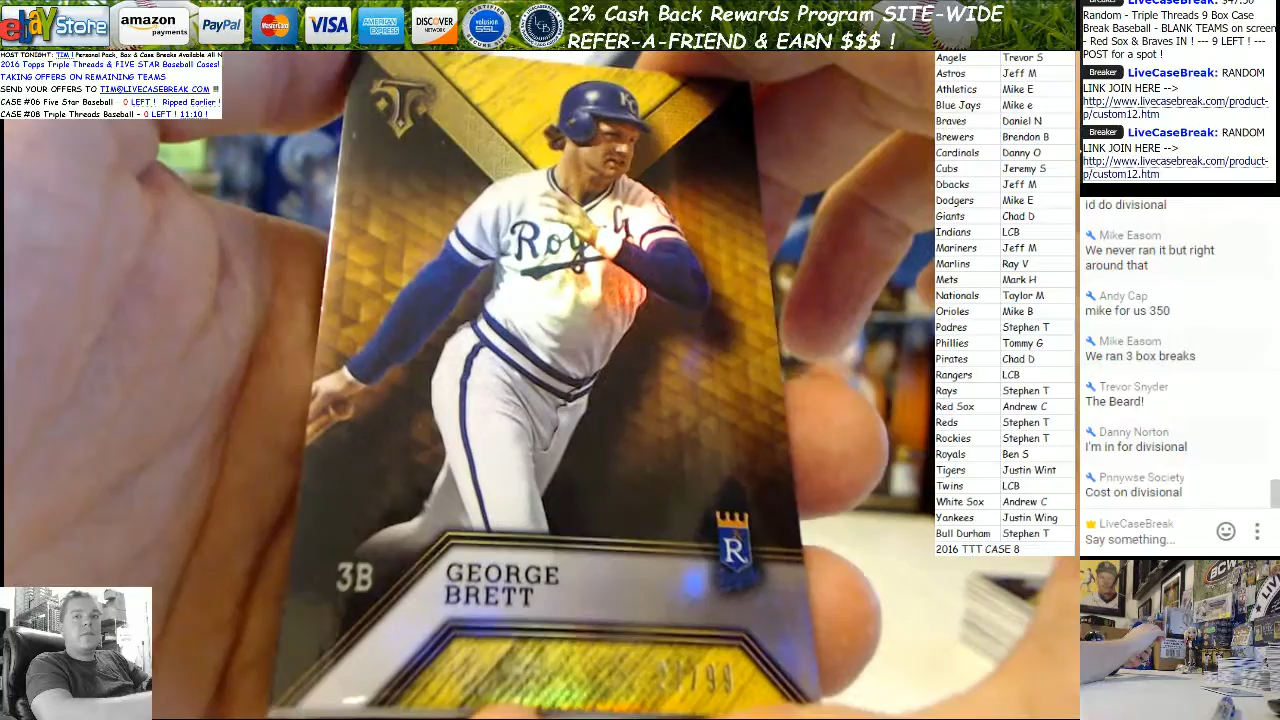 ebay Store
amazon
payments
PayPal
MasterCard
VISA
AMERICAN
EXPRESS
DISCOVER
NETWORK
CERTIFIED
SECURE
volusion
SSL
LCB
2% Cash Back Rewards Program SITE-WIDE
REFER-A-FRIEND & EARN $$$ !
MOST TONIGHT: TIM ! Personal Pack, Box & Case Breaks Available All N
2016 Topps Triple Threads & FIVE STAR Baseball Cases!
TAKING OFFERS ON REMAINING TEAMS
SEND YOUR OFFERS TO TIM@LIVECASEBREAK.COM !!!
CASE #06 Five Star Baseball - 0 LEFT ! Ripped Earlier !
CASE #08 Triple Threads Baseball - 0 LEFT ! 11:10 !
T
KC
Roy
R
3B
GEORGE
BRETT
/99
Angels Trevor S
Astros Jeff M
Athletics Mike E
Blue Jays Mike e
Braves Daniel N
Brewers Brendon B
Cardinals Danny O
Cubs Jeremy S
Dbacks Jeff M
Dodgers Mike E
Giants Chad D
Indians LCB
Mariners Jeff M
Marlins Ray V
Mets Mark H
Nationals Taylor M
Orioles Mike B
Padres Stephen T
Phillies Tommy G
Pirates Chad D
Rangers LCB
Rays Stephen T
Red Sox Andrew C
Reds Stephen T
Rockies Stephen T
Royals Ben S
Tigers Justin Wint
Twins LCB
White Sox Andrew C
Yankees Justin Wing
Bull Durham Stephen T
2016 TTT CASE 8
Random - Triple Threads 9 Box Case
Break Baseball - BLANK TEAMS on screen
- Red Sox & Braves IN ! --- 9 LEFT ! ---
POST for a spot !
Breaker LiveCaseBreak: RANDOM
LINK JOIN HERE -->
http://www.livecasebreak.com/product-
p/custom12.htm
Breaker LiveCaseBreak: RANDOM
LINK JOIN HERE -->
http://www.livecasebreak.com/product-
p/custom12.htm
id do divisional
Mike Easom
We never ran it but right
around that
Andy Cap
mike for us 350
Mike Easom
We ran 3 box breaks
Trevor Snyder
The Beard!
Danny Norton
I'm in for divisional
Pnnywse Society
Cost on divisional
LiveCaseBreak
Say something...